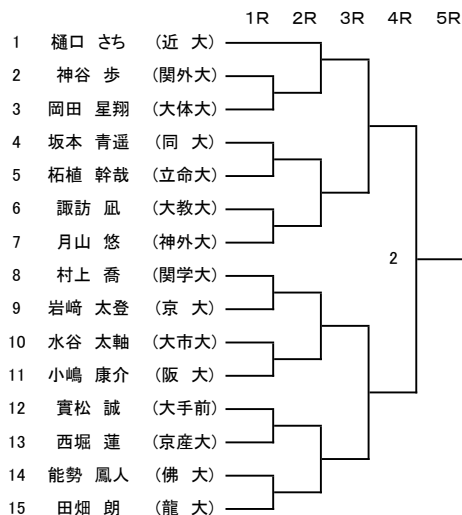 1R 2R 3R 4R 5R
1 樋口 さち (近 大)
2 神谷 歩 (関外大)
3 岡田 星翔 (大体大)
4 坂本 青遥 (同 大)
5 柘植 幹哉 (立命大)
6 諏訪 凪 (大教大)
7 月山 悠 (神外大)
8 村上 喬 (関学大)
2
9 岩﨑 太登 (京 大)
10 水谷 太軸 (大市大)
11 小嶋 康介 (阪 大)
12 實松 誠 (大手前)
13 西堀 蓮 (京産大)
14 能勢 鳳人 (佛 大)
15 田畑 朗 (龍 大)